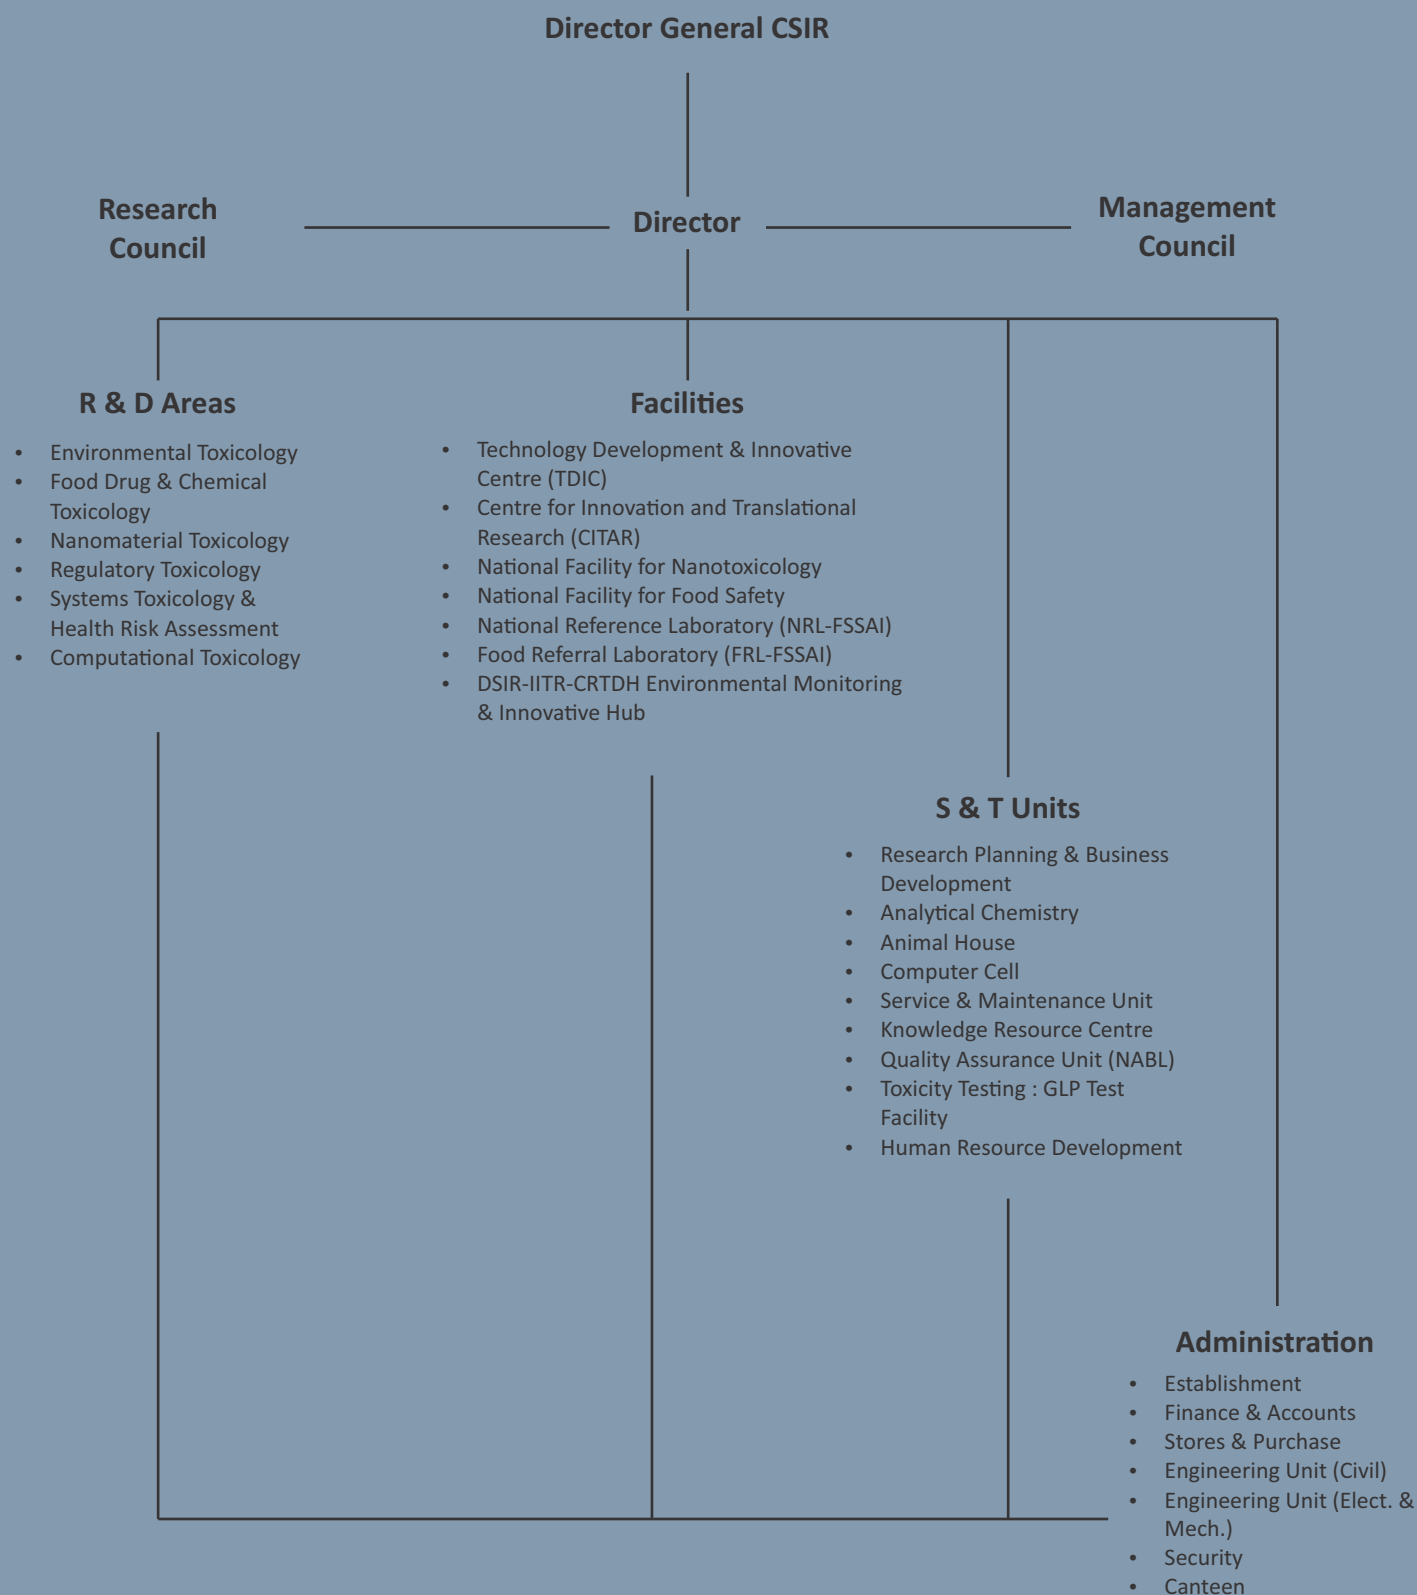 Director General CSIR
Research
Council
Director
Management
Council
R & D Areas
• Environmental Toxicology
• Food Drug & Chemical
Toxicology
• Nanomaterial Toxicology
• Regulatory Toxicology
• Systems Toxicology &
Health Risk Assessment
• Computational Toxicology
Facilities
• Technology Development & Innovative
Centre (TDIC)
• Centre for Innovation and Translational
Research (CITAR)
• National Facility for Nanotoxicology
• National Facility for Food Safety
• National Reference Laboratory (NRL-FSSAI)
• Food Referral Laboratory (FRL-FSSAI)
• DSIR-IITR-CRTDH Environmental Monitoring
& Innovative Hub
S & T Units
• Research Planning & Business
Development
• Analytical Chemistry
• Animal House
• Computer Cell
• Service & Maintenance Unit
• Knowledge Resource Centre
• Quality Assurance Unit (NABL)
• Toxicity Testing : GLP Test
Facility
• Human Resource Development
Administration
• Establishment
• Finance & Accounts
• Stores & Purchase
• Engineering Unit (Civil)
• Engineering Unit (Elect. &
Mech.)
• Security
• Canteen